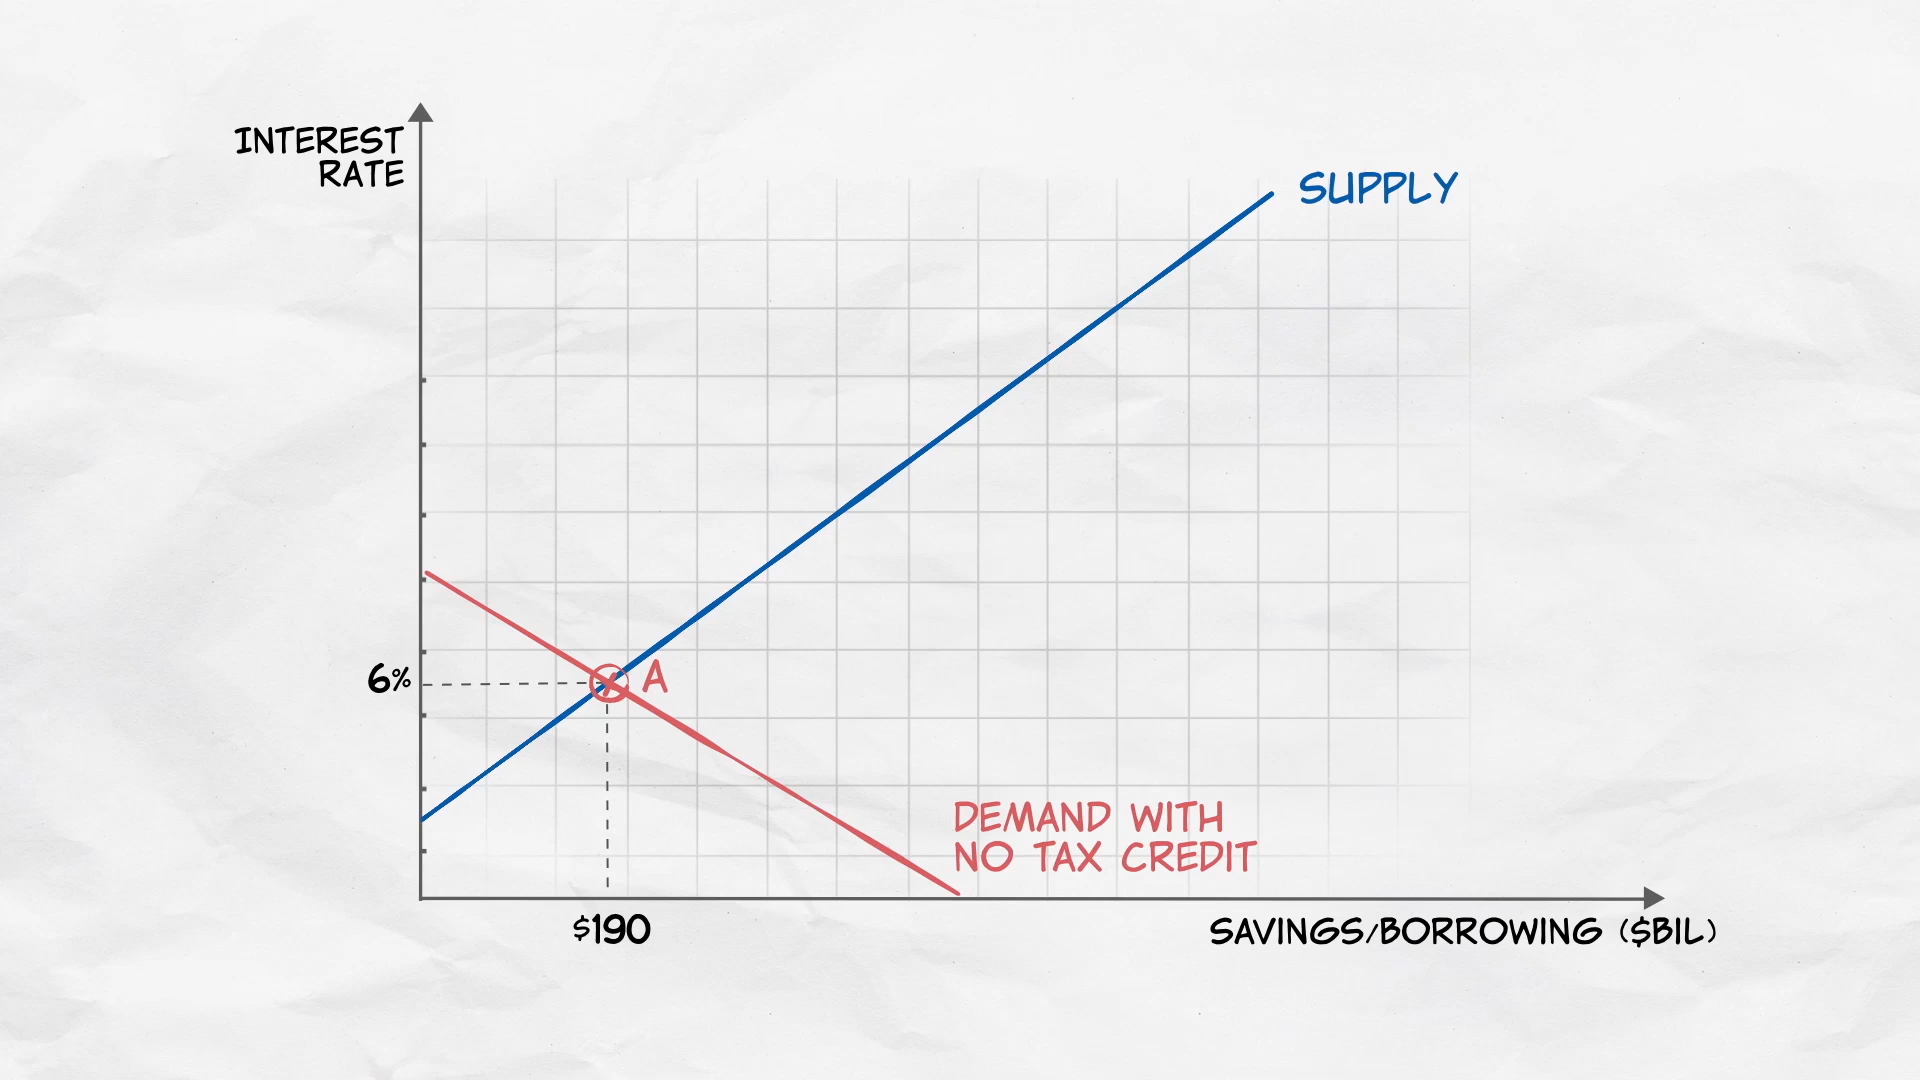 INTEREST
RATE
SUPPLY
6%
A
DEMAND WITH
NO TAX CREDIT
$190
SAVINGS/BORROWING ($BIL)